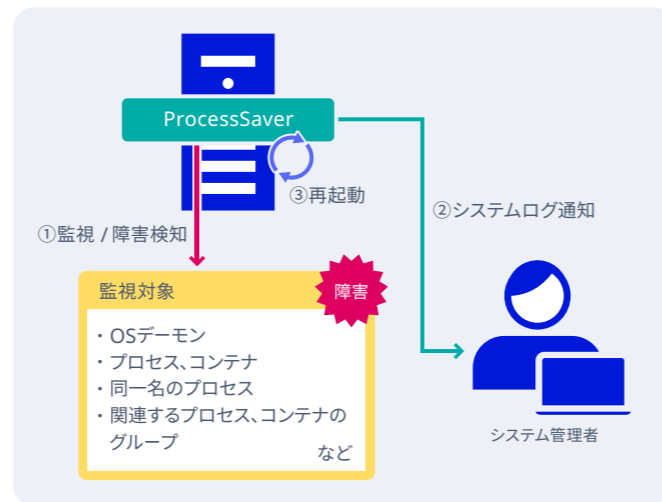 ProcessSaver
③再起動
②システムログ通知
①監視 / 障害検知
監視対象
障害
・OSデーモン
・プロセス、コンテナ
・同一名のプロセス
・関連するプロセス、コンテナの
グループ
など
システム管理者